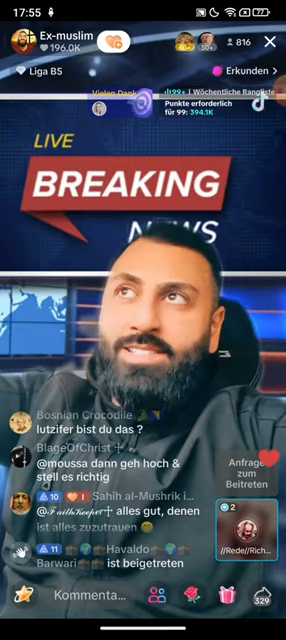 17:55
77
Ex-muslim
196.0K
50+
816
Liga B5
Erkunden
Vielen Dank
99+ | Wöchentliche Rangliste
Punkte erforderlich
für 99: 394.1K
LIVE
BREAKING
NEWS
Bosnian Crocodile
lutzifer bist du das ?
BlageOfChrist
@moussa dann geh hoch &
stell es richtig
10 1 Sahih al-Mushrik i...
@𝓕𝓪𝓲𝓽𝓱𝓚𝓮𝓮𝓹𝓮𝓻✝ alles gut, denen
ist alles zuzutrauen
11 Havaldo
Barwari ist beigetreten
Anfrage
zum
Beitreten
2
//Rede//Rich...
Kommenta...
329